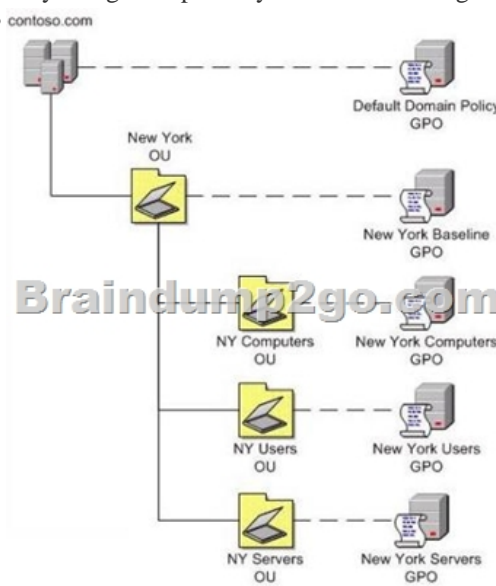 contoso.com
Default Domain Policy
GPO
New York
OU
New York Baseline
GPO
Braindump2go.com
NY Computers
OU
New York Computers
GPO
NY Users
OU
New York Users
GPO
NY Servers
OU
New York Servers
GPO